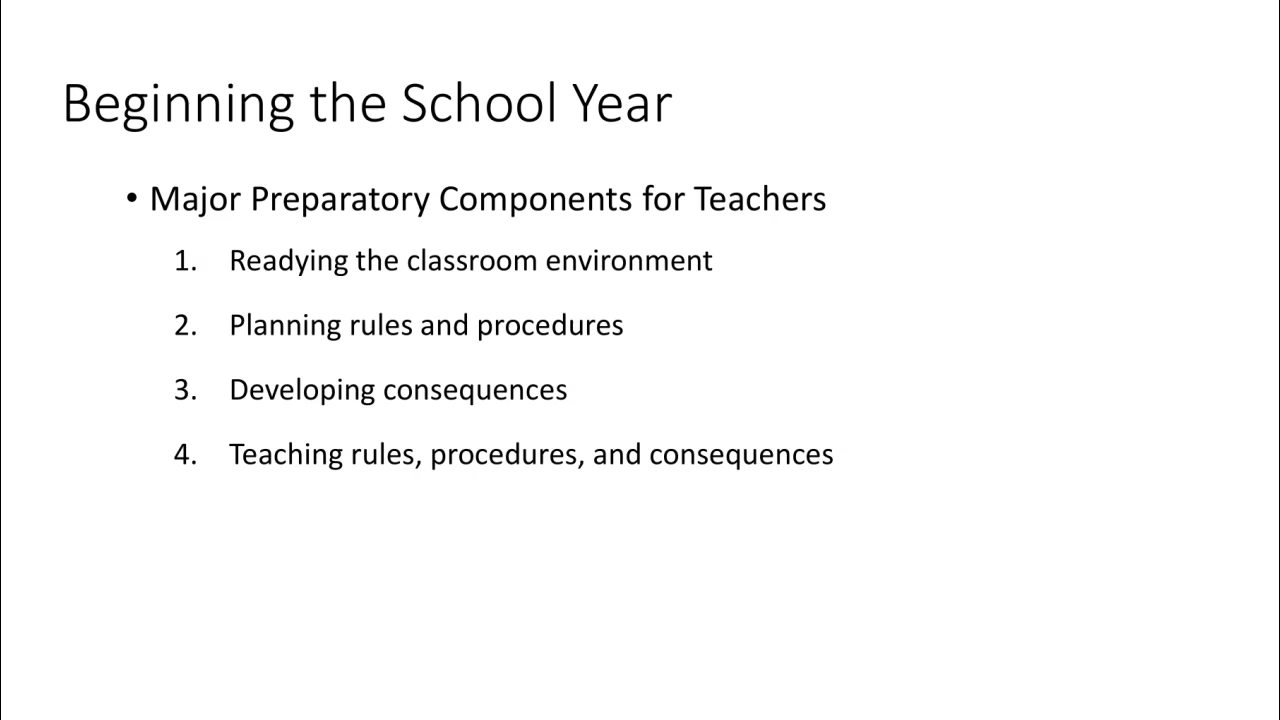 Beginning the School Year
• Major Preparatory Components for Teachers
1. Readying the classroom environment
2. Planning rules and procedures
3. Developing consequences
4. Teaching rules, procedures, and consequences